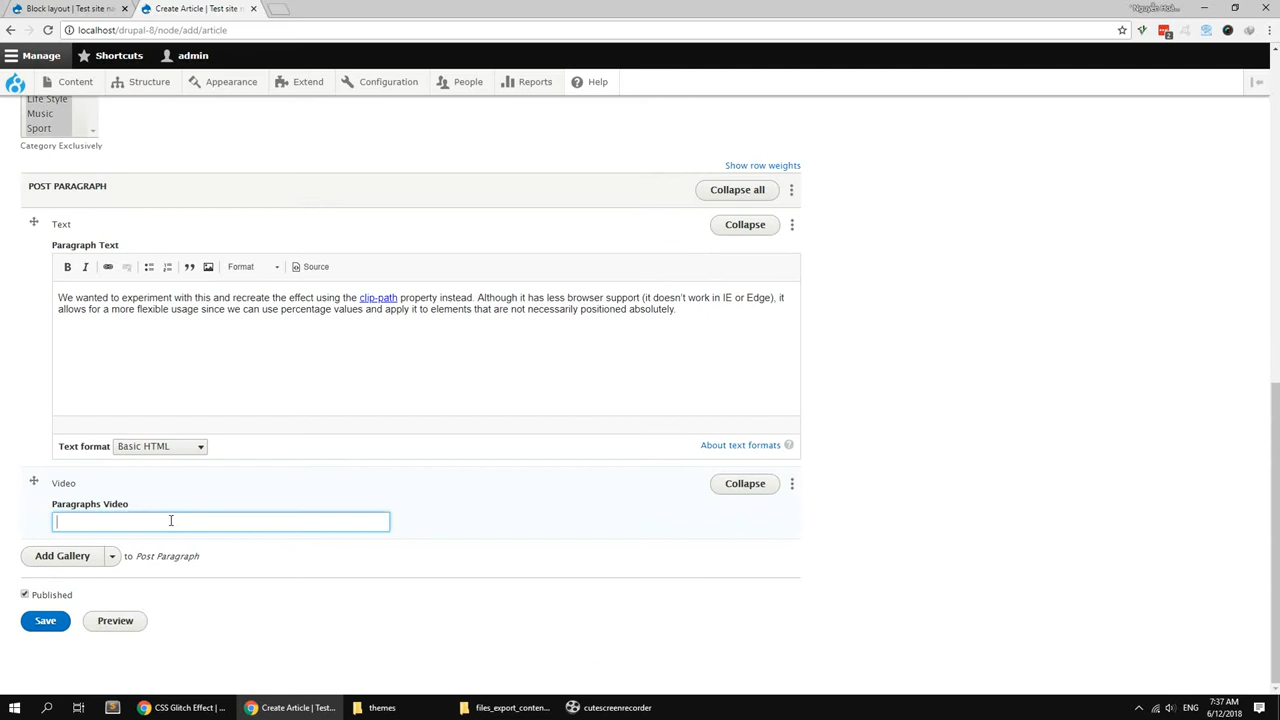 Block layout | Test site na
Create Article | Test site n
localhost/drupal-8/node/add/article
Manage
Shortcuts
admin
Content
Structure
Appearance
Extend
Configuration
People
Reports
Help
Life Style
Music
Sport
Category Exclusively
Show row weights
POST PARAGRAPH
Collapse all
Text
Collapse
Paragraph Text
Format
Source
We wanted to experiment with this and recreate the effect using the clip-path property instead. Although it has less browser support (it doesn't work in IE or Edge), it
allows for a more flexible usage since we can use percentage values and apply it to elements that are not necessarily positioned absolutely.
Text format Basic HTML
About text formats
Video
Collapse
Paragraphs Video
Add Gallery to Post Paragraph
Published
Save
Preview
CSS Glitch Effect | ...
Create Article | Test...
themes
files_export_conten...
cutescreenrecorder
ENG
7:37 AM
6/12/2018